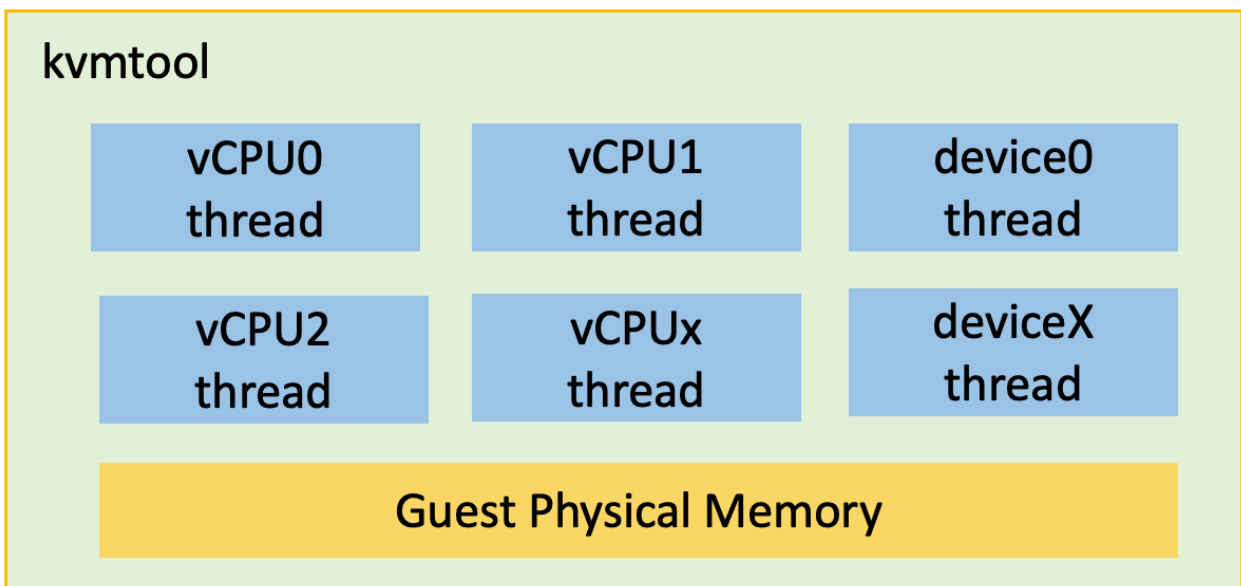 kvmtool
vCPU0
thread
vCPU1
thread
device0
thread
vCPU2
thread
vCPUx
thread
deviceX
thread
Guest Physical Memory